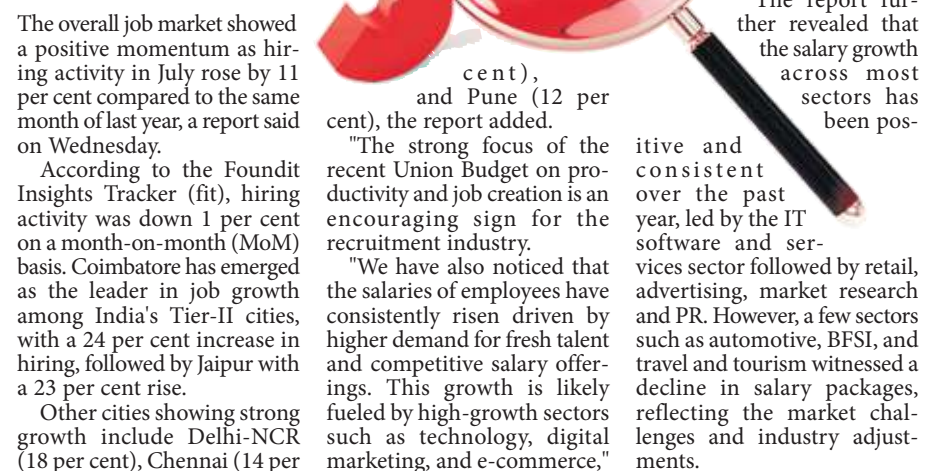 The overall job market showed
a positive momentum as hir-
ing activity in July rose by 11
per cent compared to the same
month of last year, a report said
on Wednesday.
According to the Foundit
Insights Tracker (fit), hiring
activity was down 1 per cent
on a month-on-month (MoM)
basis. Coimbatore has emerged
as the leader in job growth
among India's Tier-II cities,
with a 24 per cent increase in
hiring, followed by Jaipur with
a 23 per cent rise.
Other cities showing strong
growth include Delhi-NCR
(18 per cent), Chennai (14 per
cent),
and Pune (12 per
cent), the report added.
"The strong focus of the
recent Union Budget on pro-
ductivity and job creation is an
encouraging sign for the
recruitment industry.
"We have also noticed that
the salaries of employees have
consistently risen driven by
higher demand for fresh talent
and competitive salary offer-
ings. This growth is likely
fueled by high-growth sectors
such as technology, digital
marketing, and e-commerce,"
The report fur-
ther revealed that
the salary growth
across most
sectors has
been pos-
itive and
consistent
over the past
year, led by the IT
software and ser-
vices sector followed by retail,
advertising, market research
and PR. However, a few sectors
such as automotive, BFSI, and
travel and tourism witnessed a
decline in salary packages,
reflecting the market chal-
lenges and industry adjust-
ments.